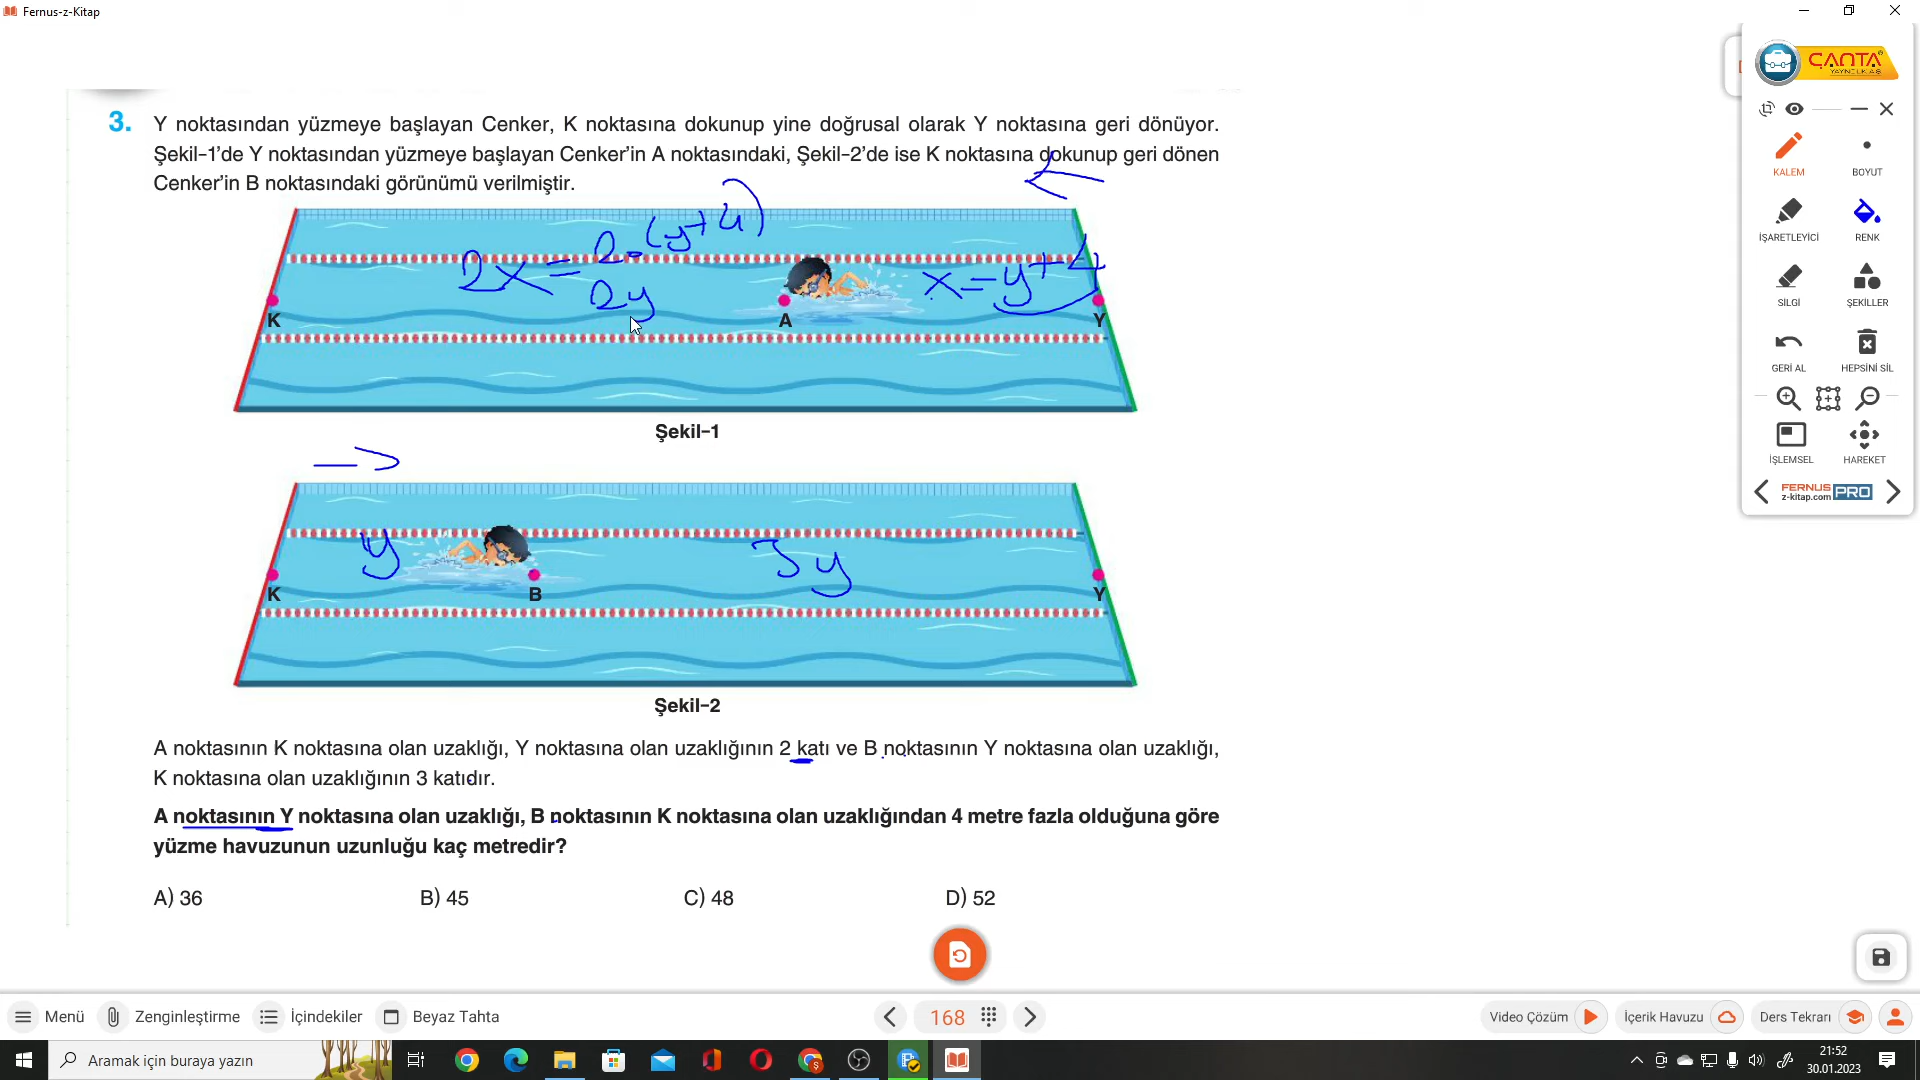 Fernus-z-Kitap
3. Y noktasından yüzmeye başlayan Cenker, K noktasına dokunup yine doğrusal olarak Y noktasına geri dönüyor.
Şekil-1'de Y noktasından yüzmeye başlayan Cenker'in A noktasındaki, Şekil-2'de ise K noktasına dokunup geri dönen
Cenker'in B noktasındaki görünümü verilmiştir.
2x = 2.(y+4)
2y
x = y+4
K
A
Y
Şekil-1
y
3y
K
B
Y
Şekil-2
A noktasının K noktasına olan uzaklığı, Y noktasına olan uzaklığının 2 katı ve B noktasının Y noktasına olan uzaklığı,
K noktasına olan uzaklığının 3 katıdır.
A noktasının Y noktasına olan uzaklığı, B noktasının K noktasına olan uzaklığından 4 metre fazla olduğuna göre
yüzme havuzunun uzunluğu kaç metredir?
A) 36 B) 45 C) 48 D) 52
ÇANTA
YAYINCILIK
KALEM BOYUT
İŞARETLEYİCİ RENK
SİLGİ ŞEKİLLER
GERİ AL HEPSİNİ SİL
İŞLEMSEL HAREKET
FERNUS
z-kitap.com PRO
Menü Zenginleştirme İçindekiler Beyaz Tahta 168 Video Çözüm İçerik Havuzu Ders Tekrarı
Aramak için buraya yazın
21:52
30.01.2023